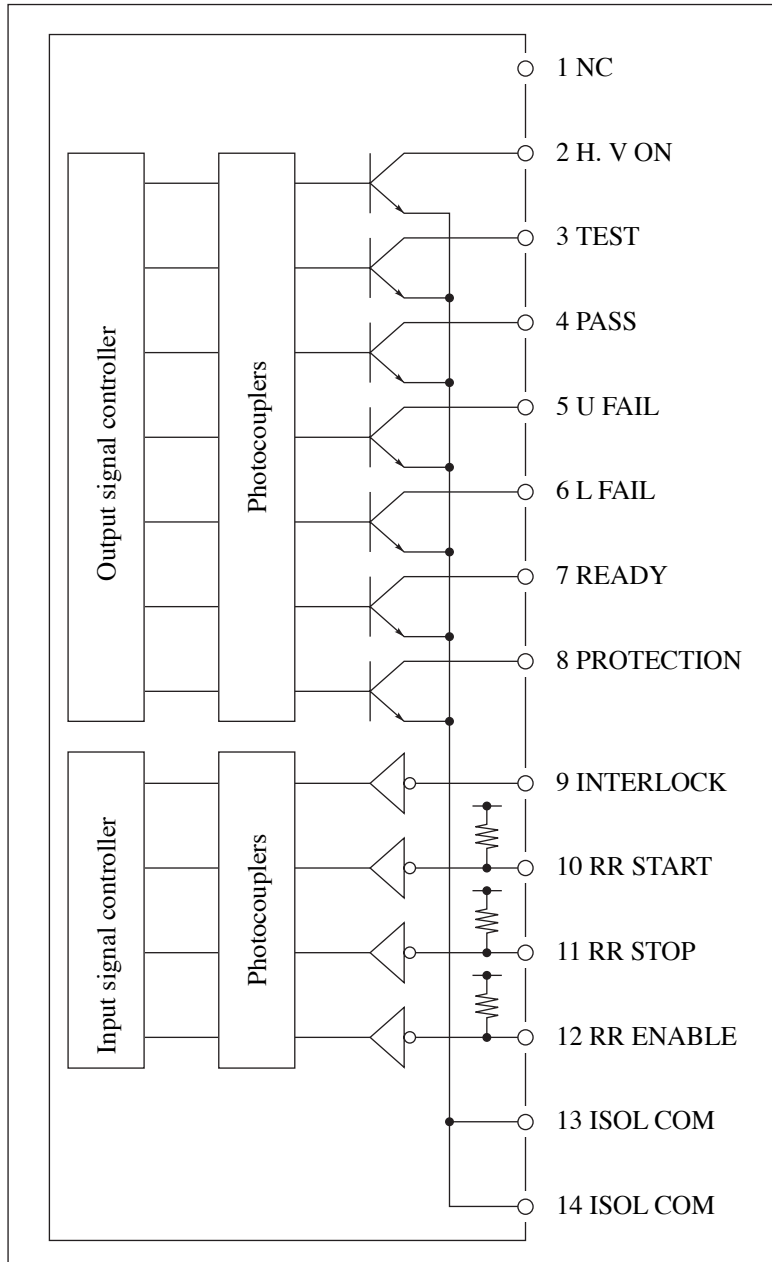 1 NC
2 H. V ON
3 TEST
4 PASS
5 U FAIL
6 L FAIL
7 READY
8 PROTECTION
Output signal controller
Photocouplers
9 INTERLOCK
10 RR START
11 RR STOP
12 RR ENABLE
Input signal controller
Photocouplers
13 ISOL COM
14 ISOL COM